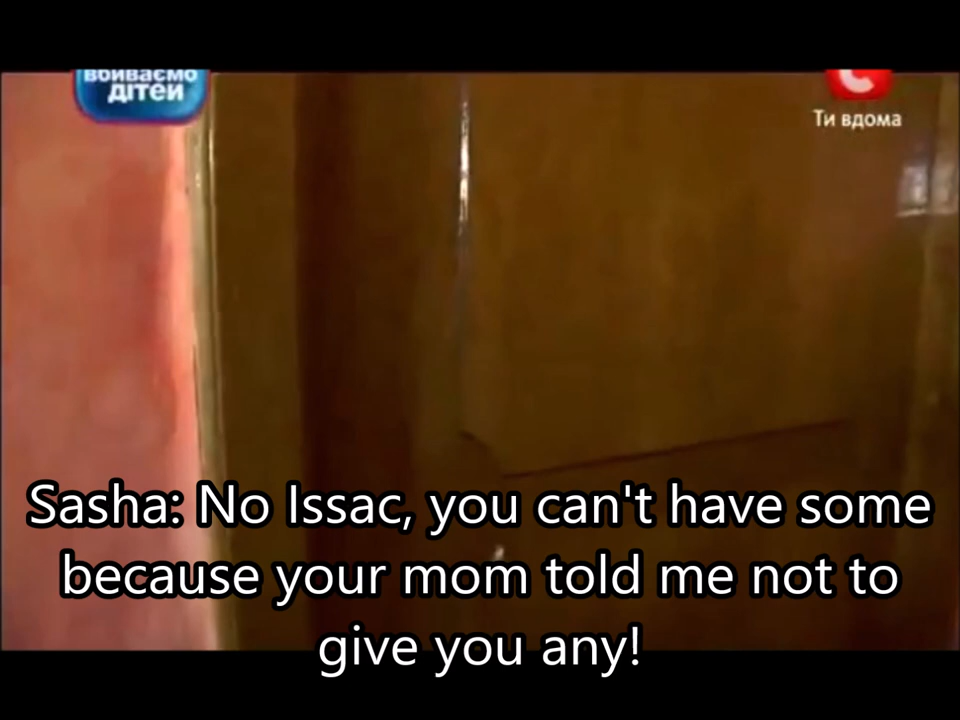 вбиваємо
дітей
Ти вдома
Sasha: No Issac, you can't have some
because your mom told me not to
give you any!